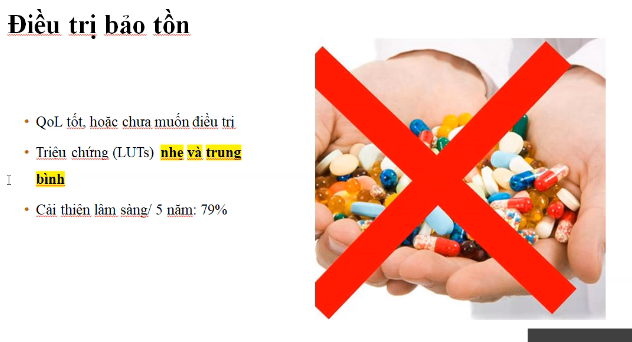 Điều trị bảo tồn
• QoL tốt, hoặc chưa muốn điều trị
• Triệu chứng (LUTs) nhẹ và trung
bình
• Cải thiện lâm sàng/ 5 năm: 79%